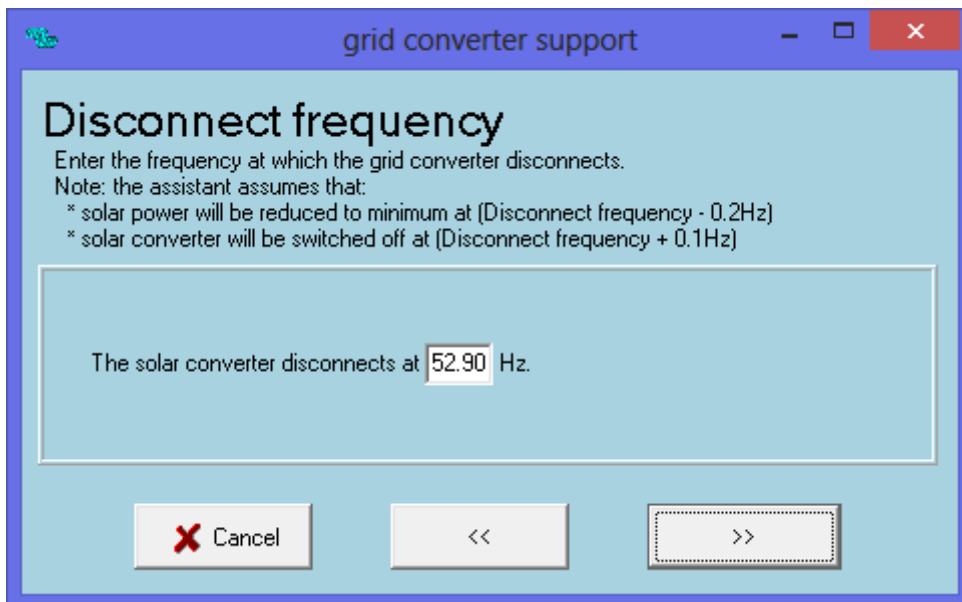 grid converter support
Disconnect frequency
Enter the frequency at which the grid converter disconnects.
Note: the assistant assumes that:
* solar power will be reduced to minimum at (Disconnect frequency - 0.2Hz)
* solar converter will be switched off at (Disconnect frequency + 0.1Hz)
The solar converter disconnects at 52.90 Hz.
Cancel << >>